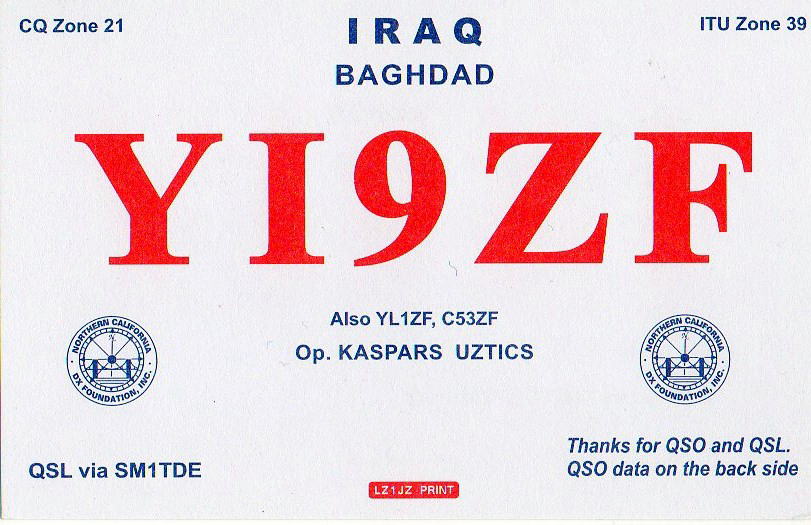 CQ Zone 21
IRAQ
ITU Zone 39
BAGHDAD
YI9ZF
Also YL1ZF, C53ZF
Op. KASPARS UZTICS
NORTHERN CALIFORNIA
DX FOUNDATION, INC.
NORTHERN CALIFORNIA
DX FOUNDATION, INC.
QSL via SM1TDE
Thanks for QSO and QSL.
QSO data on the back side
LZ1JZ PRINT